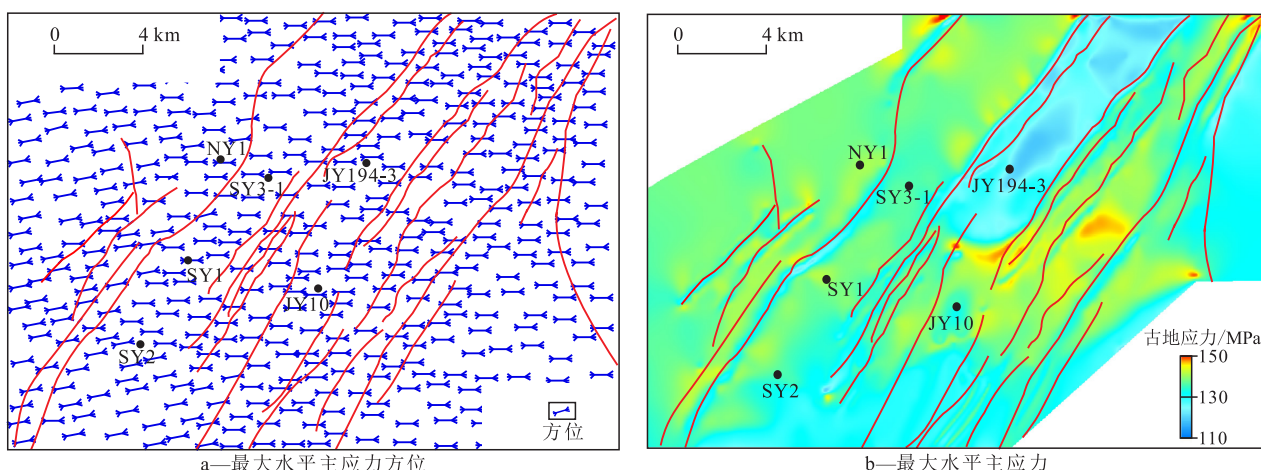 0 4 km
NY1
SY3-1
JY194-3
SY1
JY10
SY2
方位
a—最大水平主应力方位
0 4 km
NY1
SY3-1
JY194-3
SY1
JY10
SY2
古地应力/MPa
150
130
110
b—最大水平主应力